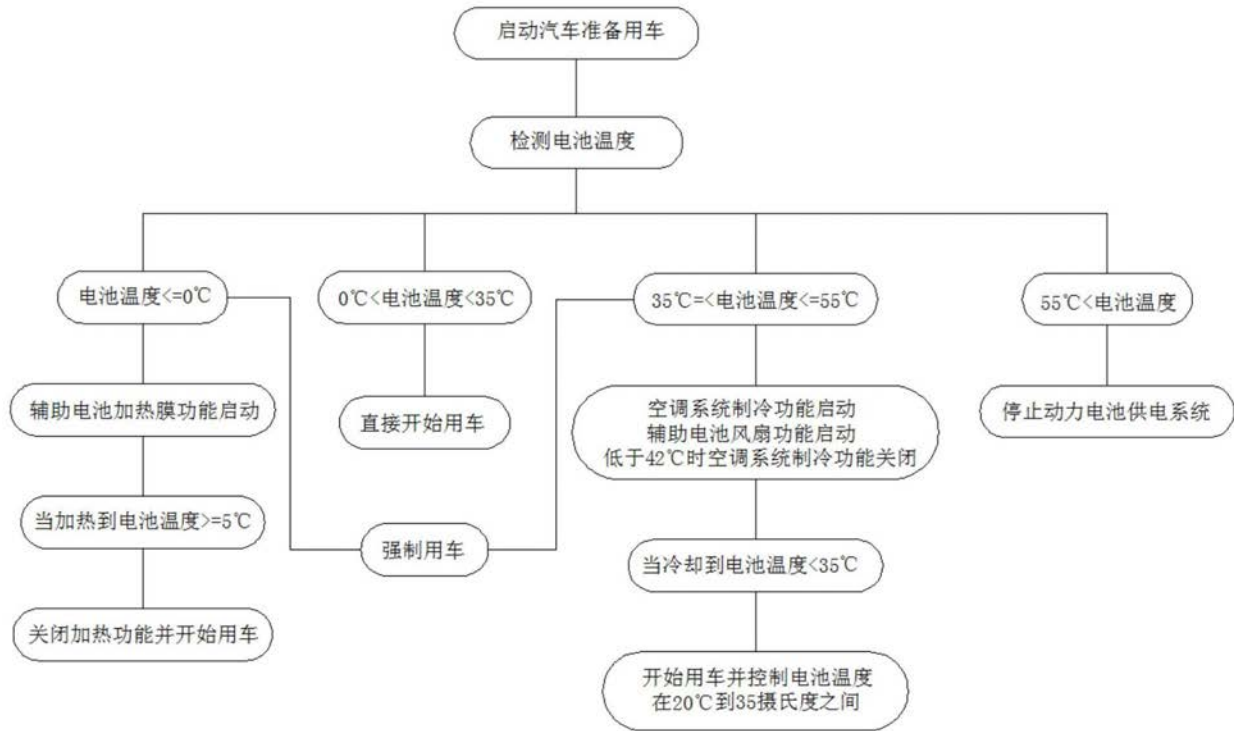 启动汽车准备用车
检测电池温度
电池温度<=0℃
0℃<电池温度<35℃
35℃=<电池温度<=55℃
55℃<电池温度
辅助电池加热膜功能启动
直接开始用车
空调系统制冷功能启动
辅助电池风扇功能启动
低于42℃时空调系统制冷功能关闭
停止动力电池供电系统
当加热到电池温度>=5℃
强制用车
当冷却到电池温度<35℃
关闭加热功能并开始用车
开始用车并控制电池温度
在20℃到35摄氏度之间